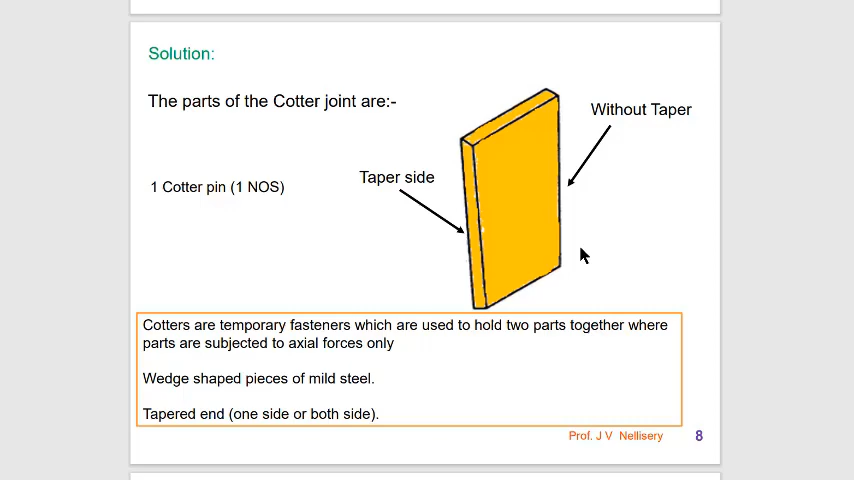 Solution:
The parts of the Cotter joint are:-
Without Taper
Taper side
1 Cotter pin (1 NOS)
Cotters are temporary fasteners which are used to hold two parts together where
parts are subjected to axial forces only
Wedge shaped pieces of mild steel.
Tapered end (one side or both side).
Prof. J V Nellisery
8